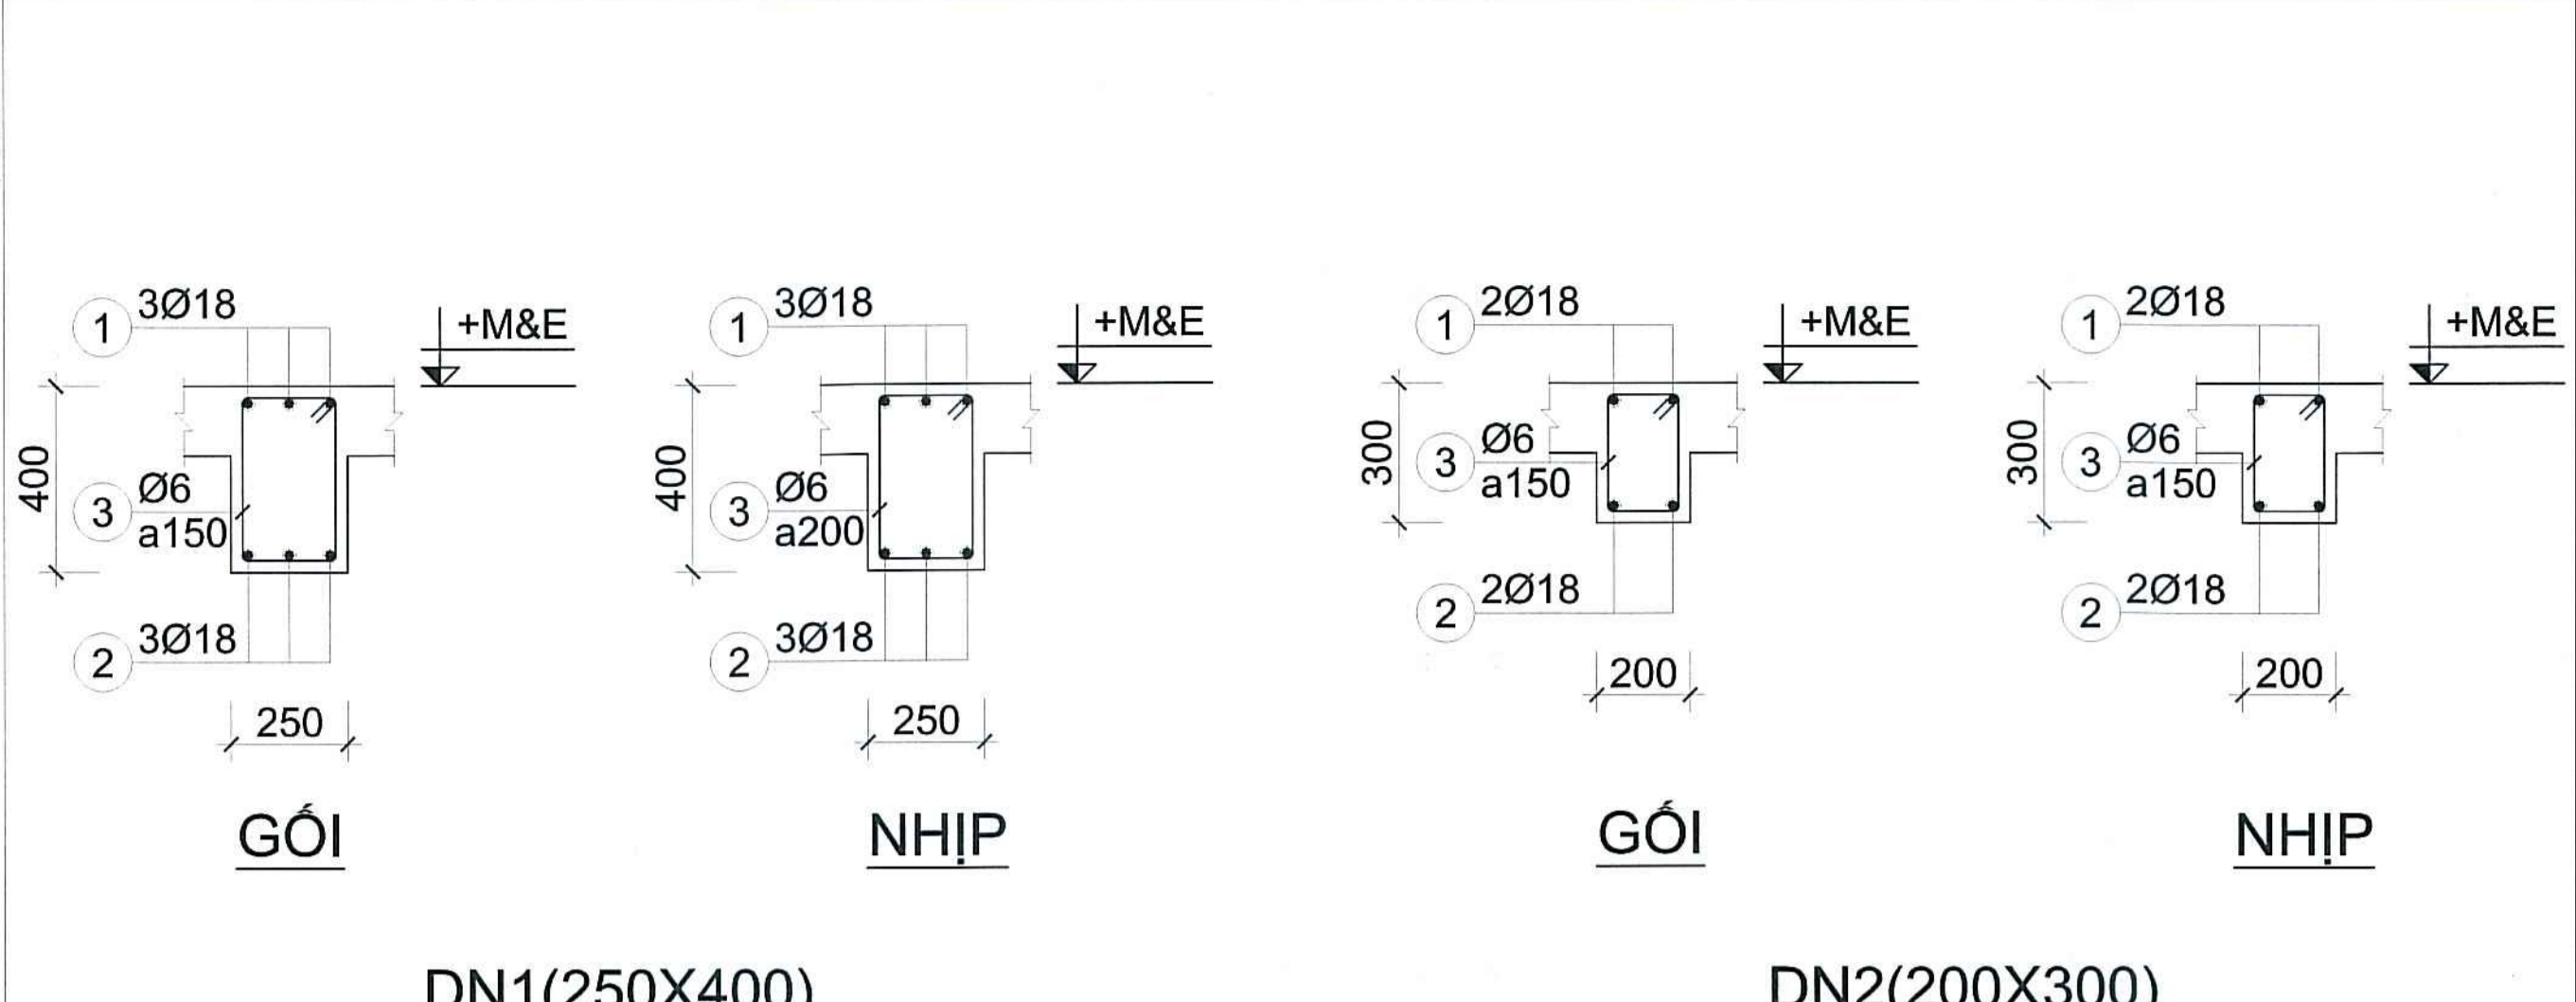 1 3Ø18
+M&E
400
3 Ø6
a150
2 3Ø18
250
GỐI
1 3Ø18
+M&E
400
3 Ø6
a200
2 3Ø18
250
NHỊP
DN1(250X400)
1 2Ø18
+M&E
300
3 Ø6
a150
2 2Ø18
200
GỐI
1 2Ø18
+M&E
300
3 Ø6
a150
2 2Ø18
200
NHỊP
DN2(200X300)